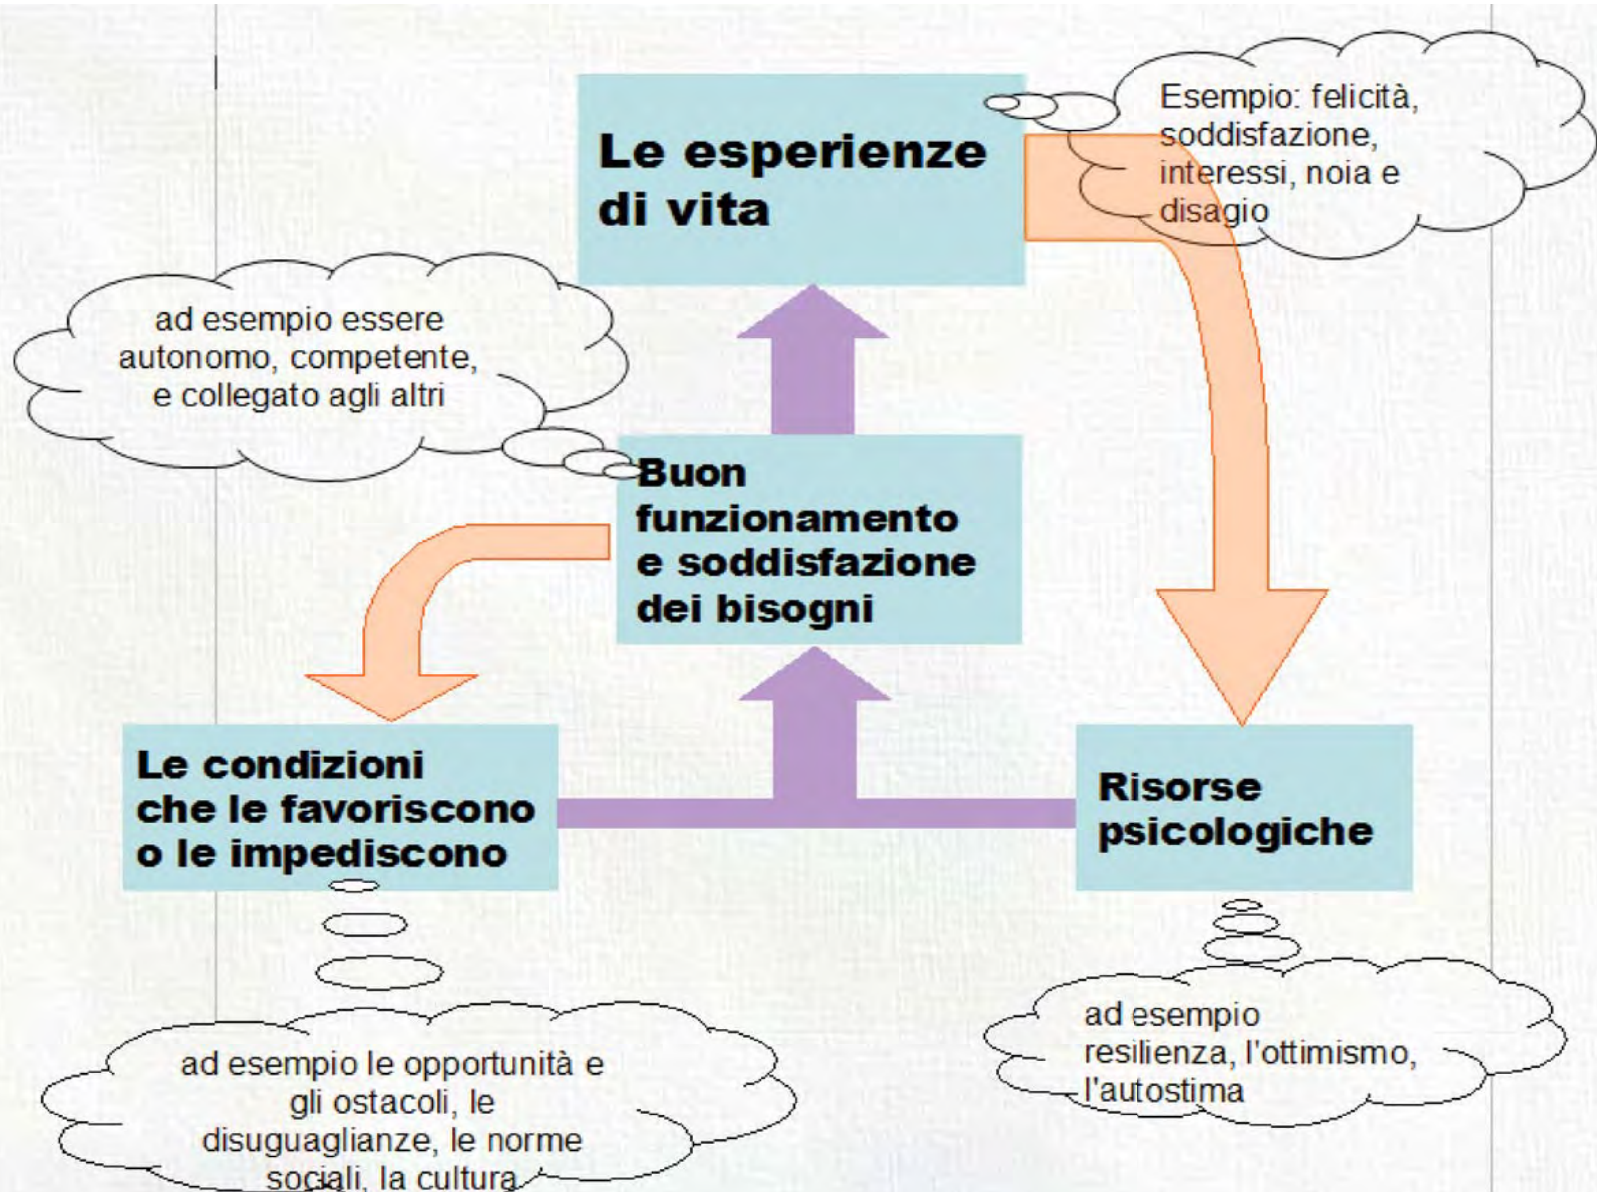 Le esperienze
di vita
Esempio: felicità,
soddisfazione,
interessi, noia e
disagio
ad esempio essere
autonomo, competente,
e collegato agli altri
Buon
funzionamento
e soddisfazione
dei bisogni
Le condizioni
che le favoriscono
o le impediscono
Risorse
psicologiche
ad esempio le opportunità e
gli ostacoli, le
disuguaglianze, le norme
sociali, la cultura
ad esempio
resilienza, l'ottimismo,
l'autostima